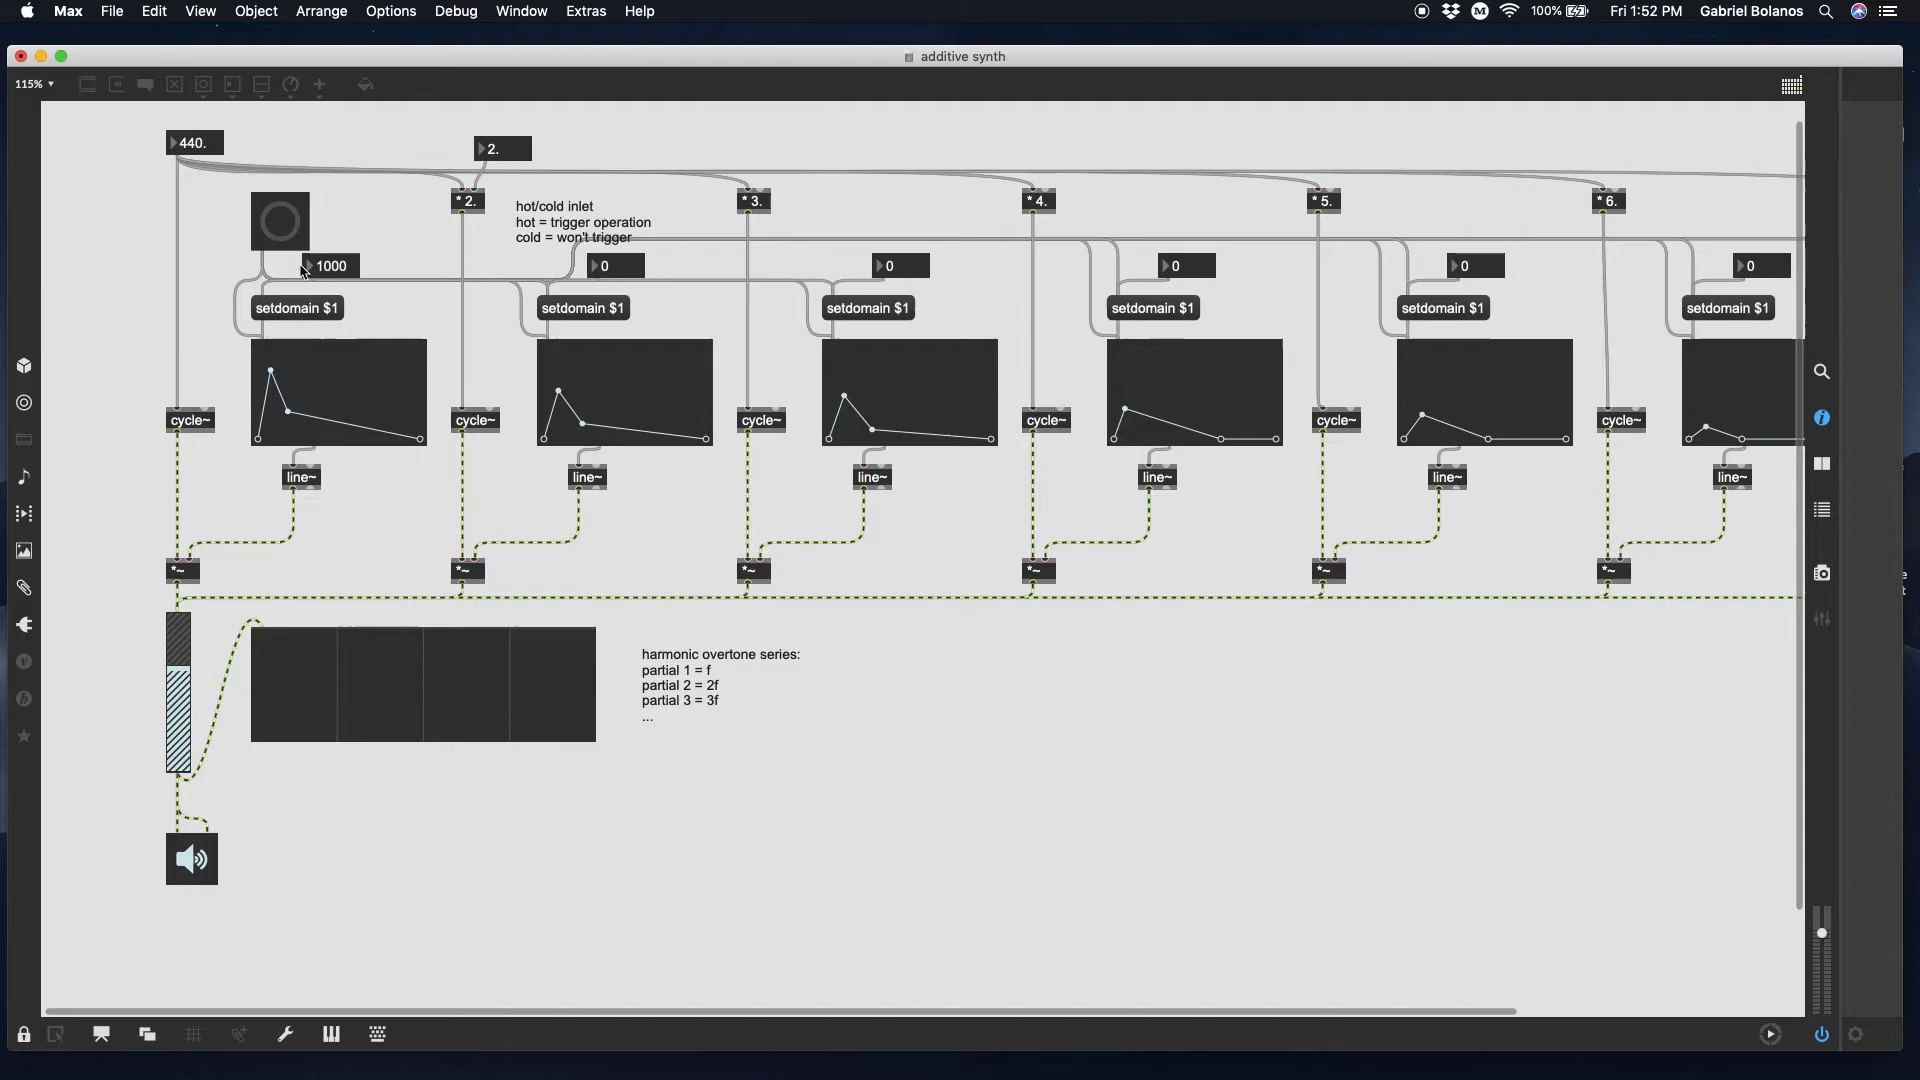 Max File Edit View Object Arrange Options Debug Window Extras Help
100% Fri 1:52 PM Gabriel Bolanos
additive synth
115%
440.
2.
* 2.
* 3.
* 4.
* 5.
* 6.
hot/cold inlet
hot = trigger operation
cold = won't trigger
1000
0
0
0
0
0
setdomain $1
setdomain $1
setdomain $1
setdomain $1
setdomain $1
setdomain $1
cycle~
cycle~
cycle~
cycle~
cycle~
cycle~
line~
line~
line~
line~
line~
line~
*~
*~
*~
*~
*~
*~
harmonic overtone series:
partial 1 = f
partial 2 = 2f
partial 3 = 3f
...